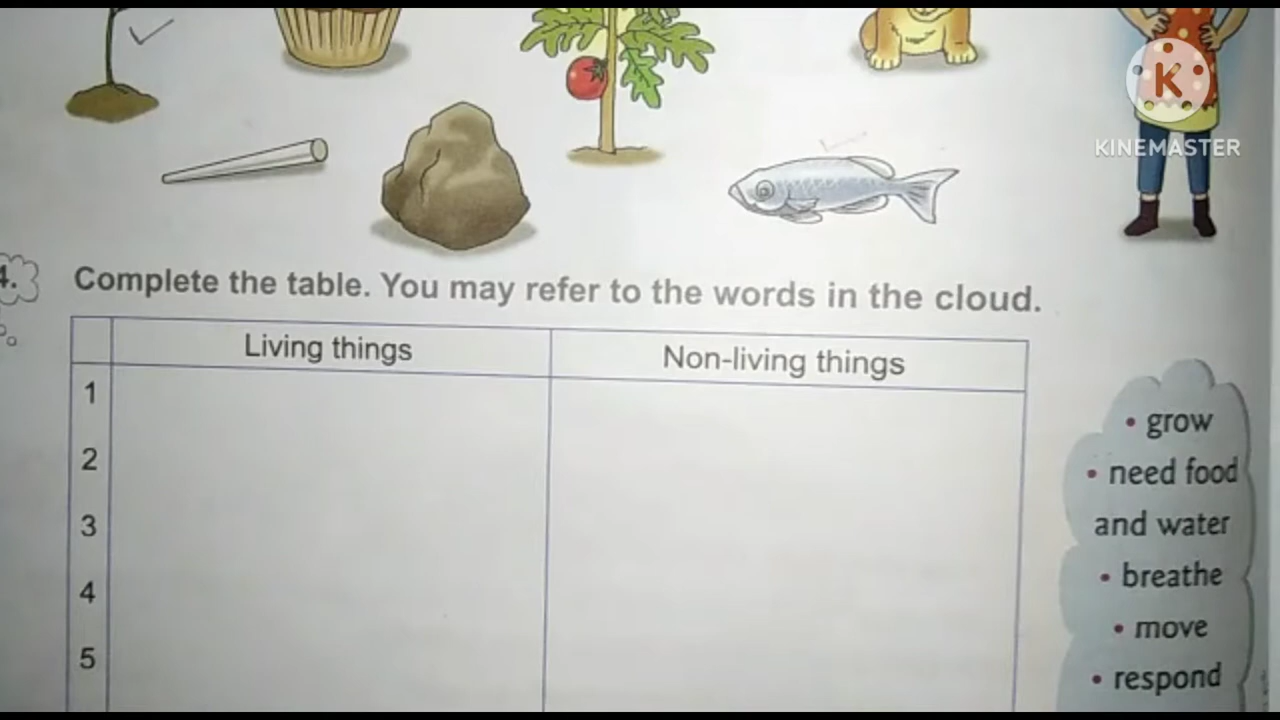 K
KINEMASTER
4.
Complete the table. You may refer to the words in the cloud.
Living things
Non-living things
1
2
3
4
5
• grow
• need food
and water
• breathe
• move
• respond